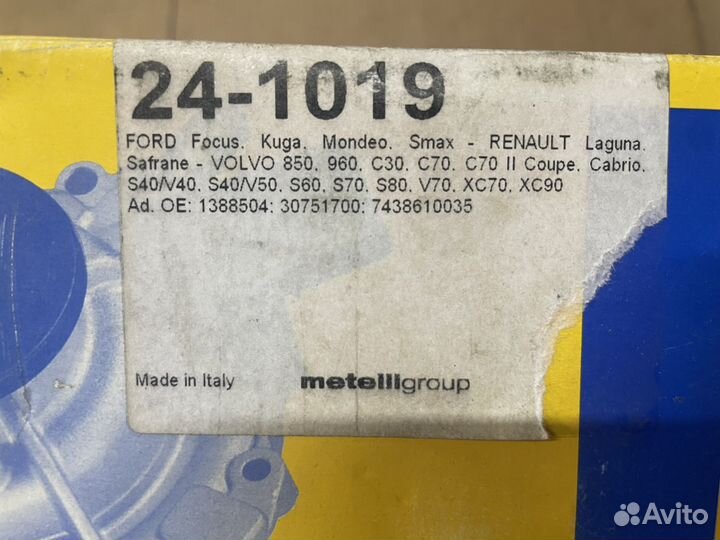 24-1019
FORD Focus, Kuga, Mondeo, Smax - RENAULT Laguna,
Safrane - VOLVO 850, 960, C30, C70, C70 II Coupe, Cabrio,
S40/V40, S40/V50, S60, S70, S80, V70, XC70, XC90
Ad. OE: 1388504; 30751700; 7438610035
Made in Italy
metelligroup
Avito